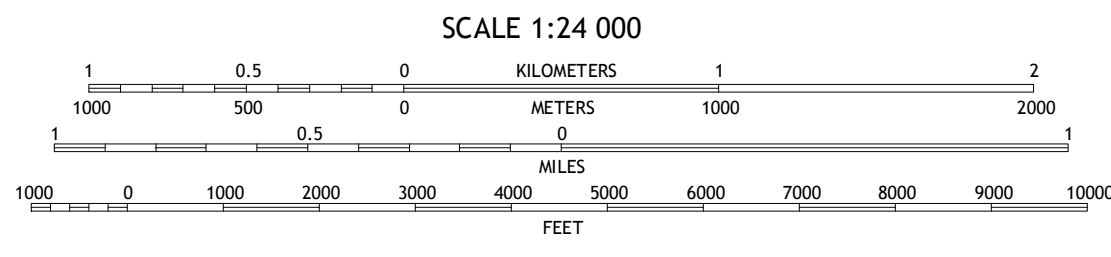 SCALE 1:24 000
1 0.5 0 KILOMETERS 1 2
1000 500 0 METERS 1000 2000
1 0.5 0 1
MILES
1000 0 1000 2000 3000 4000 5000 6000 7000 8000 9000 10000
FEET